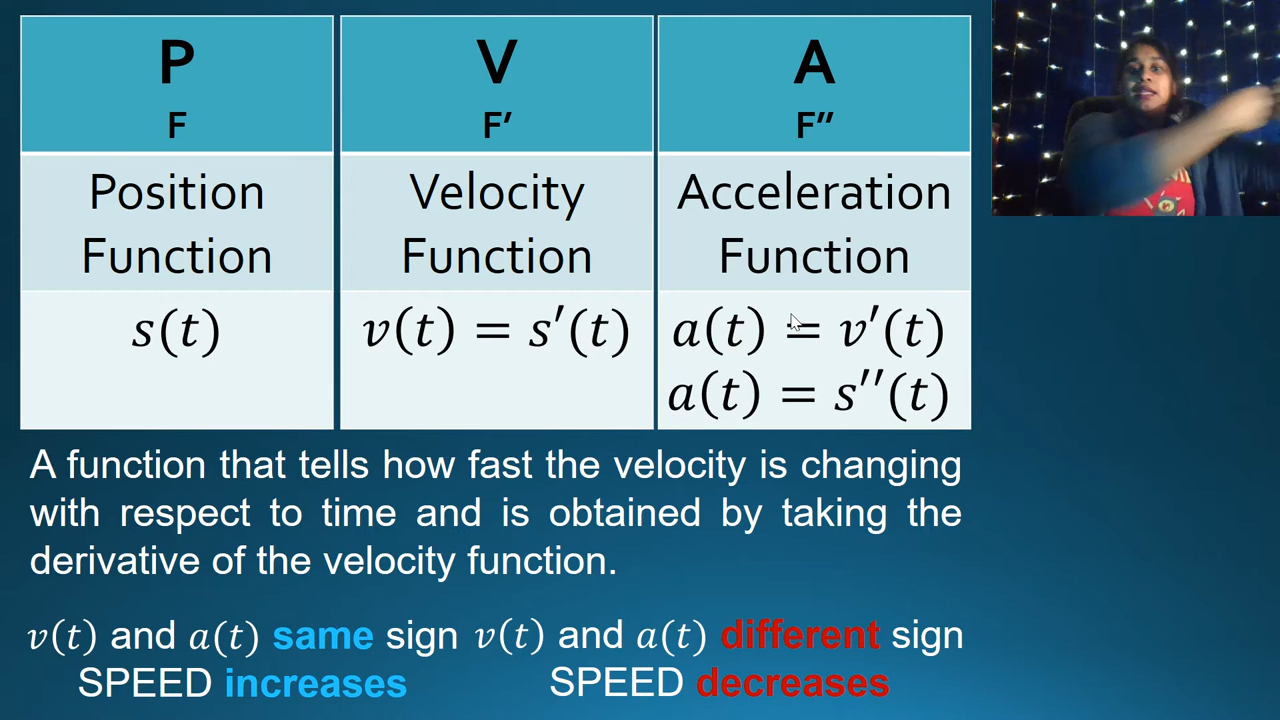 P
F
V
F′
A
F″
Position
Function
Velocity
Function
Acceleration
Function
s(t)
v(t) = s′(t)
a(t) = v′(t)
a(t) = s′′(t)
A function that tells how fast the velocity is changing
with respect to time and is obtained by taking the
derivative of the velocity function.
v(t) and a(t) same sign
SPEED increases
v(t) and a(t) different sign
SPEED decreases